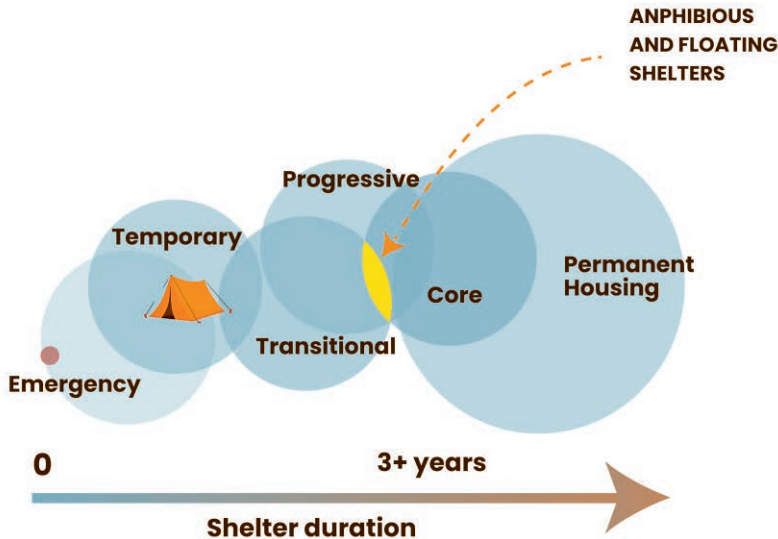 ANPHIBIOUS
AND FLOATING
SHELTERS
Progressive
Temporary
Permanent
Housing
Core
Transitional
Emergency
0
3+ years
Shelter duration